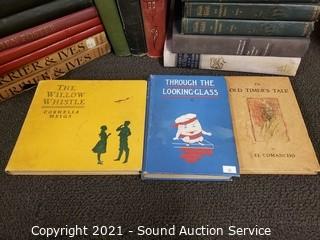 RRIER & IVES
URRIER & IVES
THE
WILLOW
WHISTLE
CORNELIA
MEIGS
THROUGH THE
LOOKING-GLASS
OLD TIMER'S TALE
EL COMANCHO
Copyright 2021 - Sound Auction Service